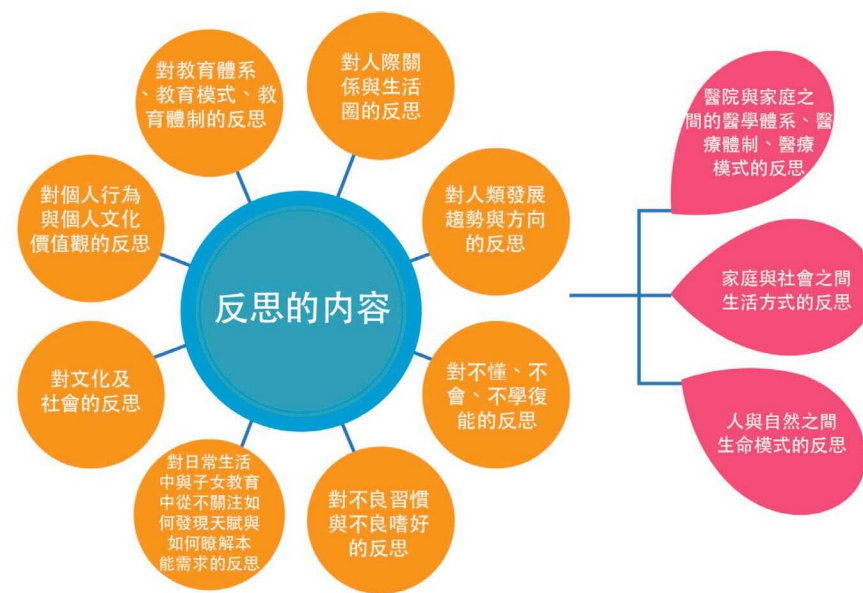 反思的内容
對人際關
係與生活
圈的反思
對人類發展
趨勢與方向
的反思
對不懂、不
會、不學復
能的反思
對不良習慣
與不良嗜好
的反思
對日常生活
中與子女教育
中從不關注如
何發現天賦與
如何瞭解本
能需求的反思
對文化及
社會的反思
對個人行為
與個人文化
價值觀的反思
對教育體系
、教育模式、教
育體制的反思
醫院與家庭之
間的醫學體系、醫
療體制、醫療
模式的反思
家庭與社會之間
生活方式的反思
人與自然之間
生命模式的反思